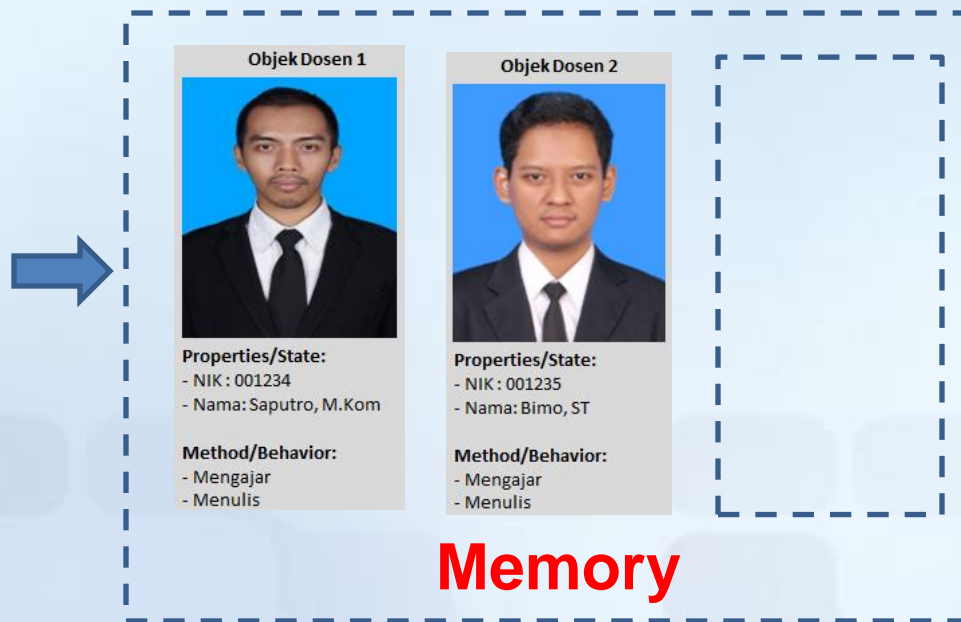 Objek Dosen 1
Properties/State:
- NIK : 001234
- Nama: Saputro, M.Kom
Method/Behavior:
- Mengajar
- Menulis
Objek Dosen 2
Properties/State:
- NIK : 001235
- Nama: Bimo, ST
Method/Behavior:
- Mengajar
- Menulis
Memory